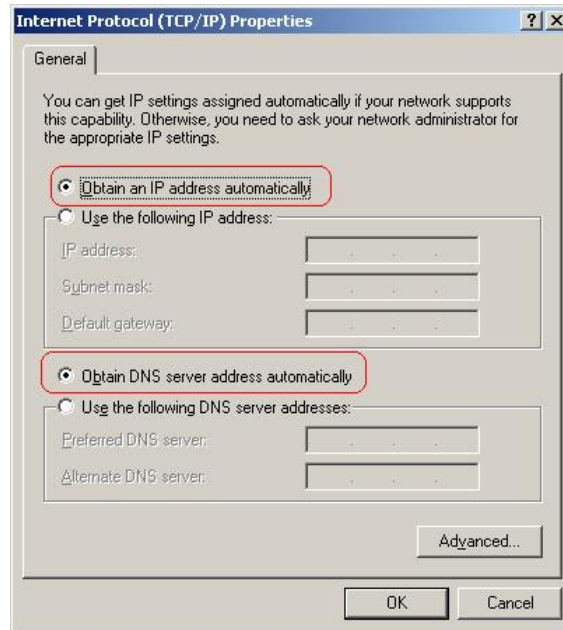 Internet Protocol (TCP/IP) Properties
General
You can get IP settings assigned automatically if your network supports
this capability. Otherwise, you need to ask your network administrator for
the appropriate IP settings.
Obtain an IP address automatically
Use the following IP address:
IP address:
Subnet mask:
Default gateway:
Obtain DNS server address automatically
Use the following DNS server addresses:
Preferred DNS server:
Alternate DNS server:
Advanced...
OK
Cancel